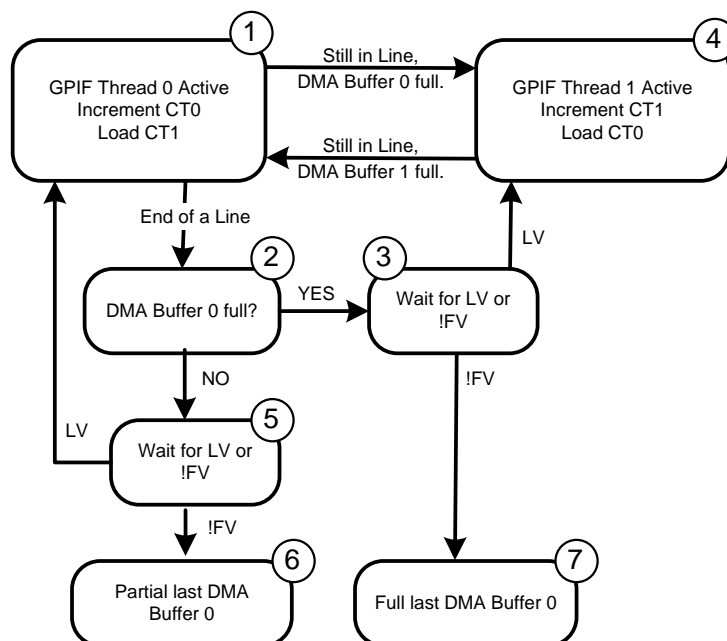 1
GPIF Thread 0 Active
Increment CT0
Load CT1
Still in Line,
DMA Buffer 0 full.
4
GPIF Thread 1 Active
Increment CT1
Load CT0
Still in Line,
DMA Buffer 1 full.
End of a Line
LV
2
DMA Buffer 0 full?
YES
3
Wait for LV or
!FV
NO
!FV
LV
5
Wait for LV or
!FV
!FV
6
Partial last DMA
Buffer 0
7
Full last DMA Buffer 0